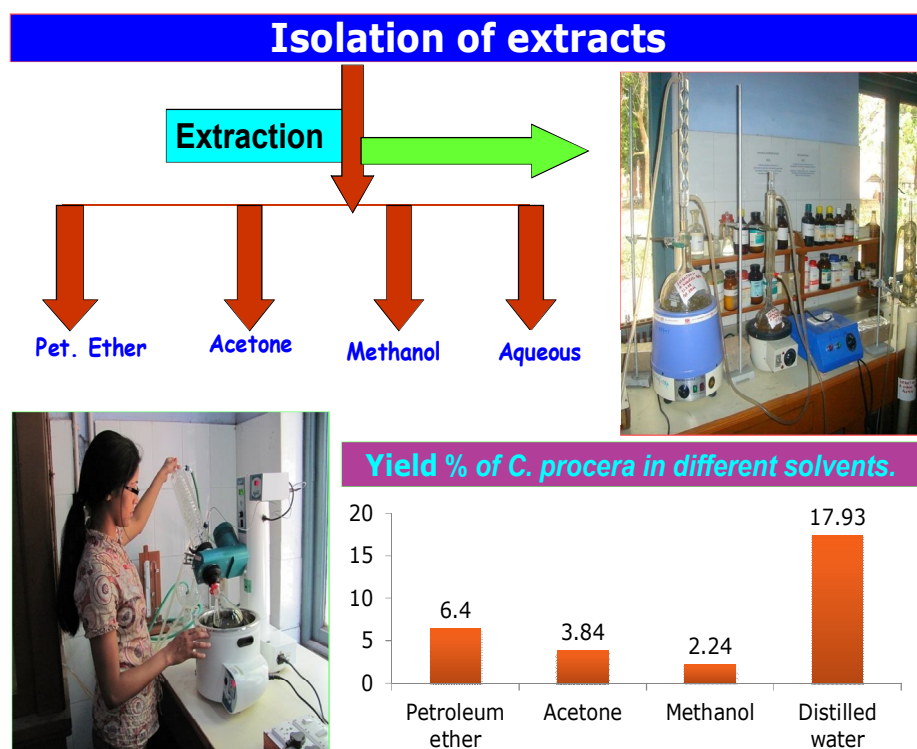 Isolation of extracts
Extraction
Pet. Ether
Acetone
Methanol
Aqueous
Yield % of C. procera in different solvents.
20
15
10
5
0
6.4
3.84
2.24
17.93
Petroleum
ether
Acetone
Methanol
Distilled
water